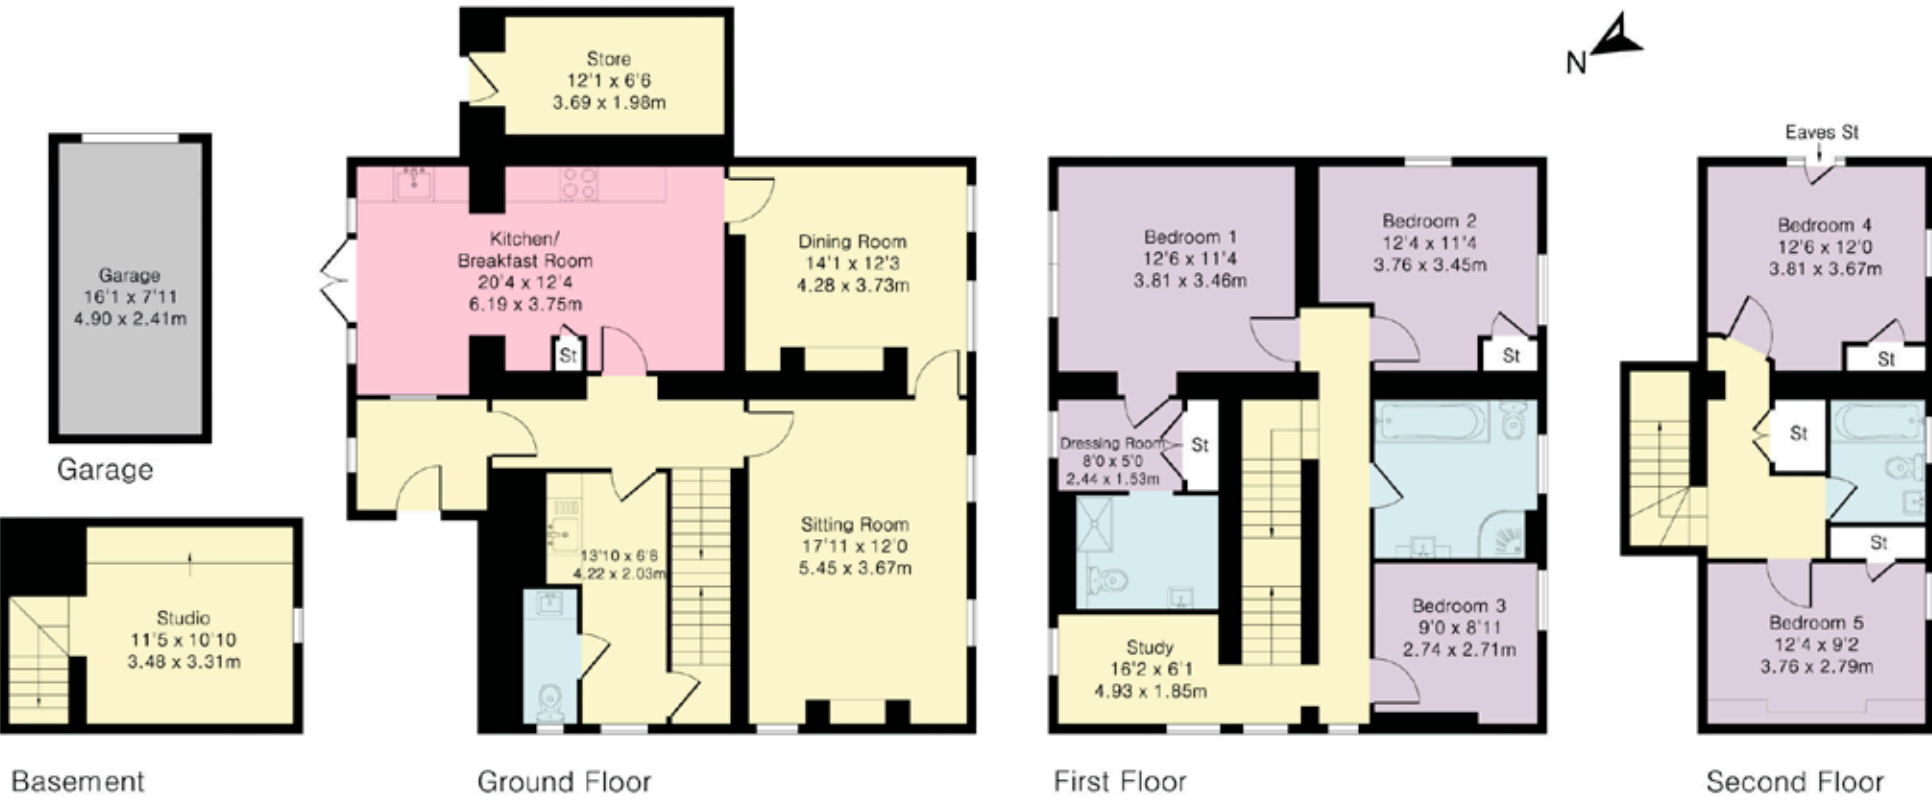 Garage
16'1 x 7'11
4.90 x 2.41m
Garage
Studio
11'5 x 10'10
3.48 x 3.31m
Basement
Store
12'1 x 6'6
3.69 x 1.98m
Kitchen/
Breakfast Room
20'4 x 12'4
6.19 x 3.75m
St
Dining Room
14'1 x 12'3
4.28 x 3.73m
13'10 x 6'8
4.22 x 2.03m
Sitting Room
17'11 x 12'0
5.45 x 3.67m
Ground Floor
Bedroom 1
12'6 x 11'4
3.81 x 3.46m
Bedroom 2
12'4 x 11'4
3.76 x 3.45m
St
Dressing Room
8'0 x 5'0
2.44 x 1.53m
St
Study
16'2 x 6'1
4.93 x 1.85m
Bedroom 3
9'0 x 8'11
2.74 x 2.71m
First Floor
N
Eaves St
Bedroom 4
12'6 x 12'0
3.81 x 3.67m
St
St
St
Bedroom 5
12'4 x 9'2
3.76 x 2.79m
Second Floor